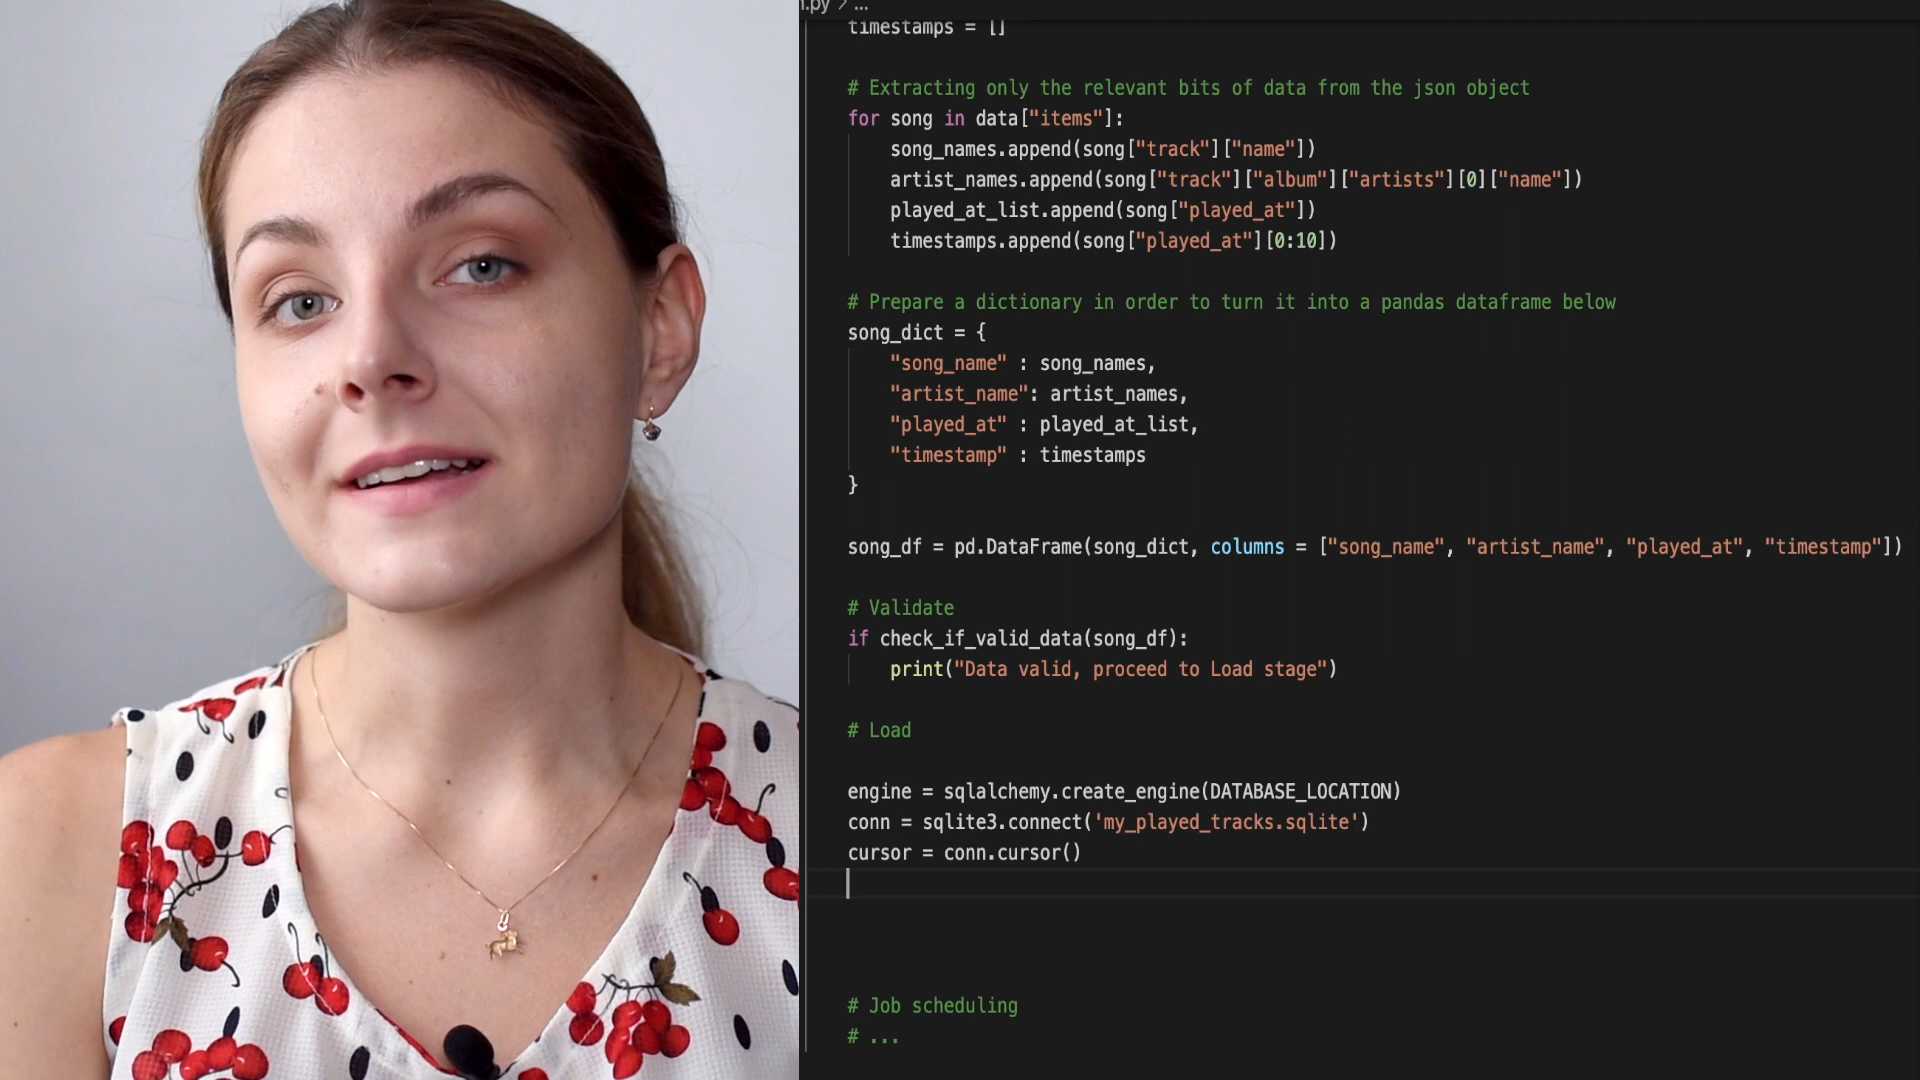 .py > ...
timestamps = []
# Extracting only the relevant bits of data from the json object
for song in data["items"]:
song_names.append(song["track"]["name"])
artist_names.append(song["track"]["album"]["artists"][0]["name"])
played_at_list.append(song["played_at"])
timestamps.append(song["played_at"][0:10])
# Prepare a dictionary in order to turn it into a pandas dataframe below
song_dict = {
"song_name" : song_names,
"artist_name": artist_names,
"played_at" : played_at_list,
"timestamp" : timestamps
}
song_df = pd.DataFrame(song_dict, columns = ["song_name", "artist_name", "played_at", "timestamp"])
# Validate
if check_if_valid_data(song_df):
print("Data valid, proceed to Load stage")
# Load
engine = sqlalchemy.create_engine(DATABASE_LOCATION)
conn = sqlite3.connect('my_played_tracks.sqlite')
cursor = conn.cursor()
# Job scheduling
# ...